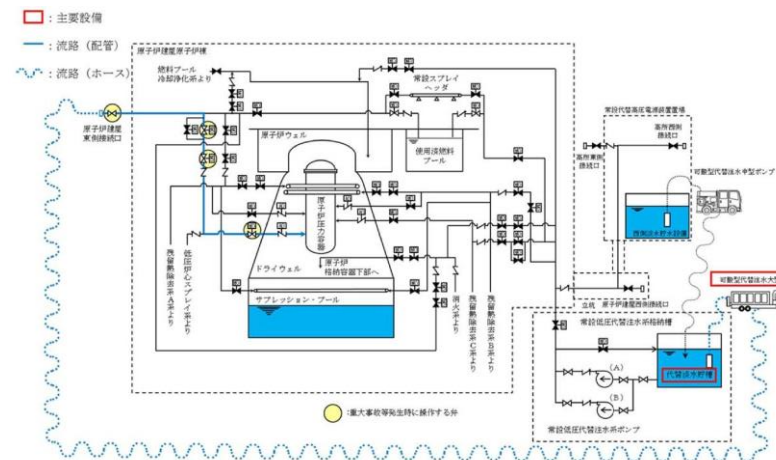 ：主要設備
：流路（配管）
：流路（ホース）
原子炉建屋原子炉棟
燃料プール
冷却浄化系より
常設スプレイ
ヘッダ
原子炉建屋
東側接続口
原子炉ウェル
使用済燃料
プール
原子炉圧力容器
常設代替高圧電源装置置場
高所西側
接続口
高所東側
接続口
可搬型代替注水中型ポンプ
西側淡水貯水設備
残留熱除去系A系より
低圧炉心スプレイ系より
ドライウェル
原子炉
格納容器下部へ
サプレッション・プール
消火系より
残留熱除去系C系より
残留熱除去系B系より
立坑
原子炉建屋西側接続口
可搬型代替注水大型
常設低圧代替注水系格納槽
(A)
(B)
代替淡水貯槽
常設低圧代替注水系ポンプ
：重大事故等発生時に操作する弁